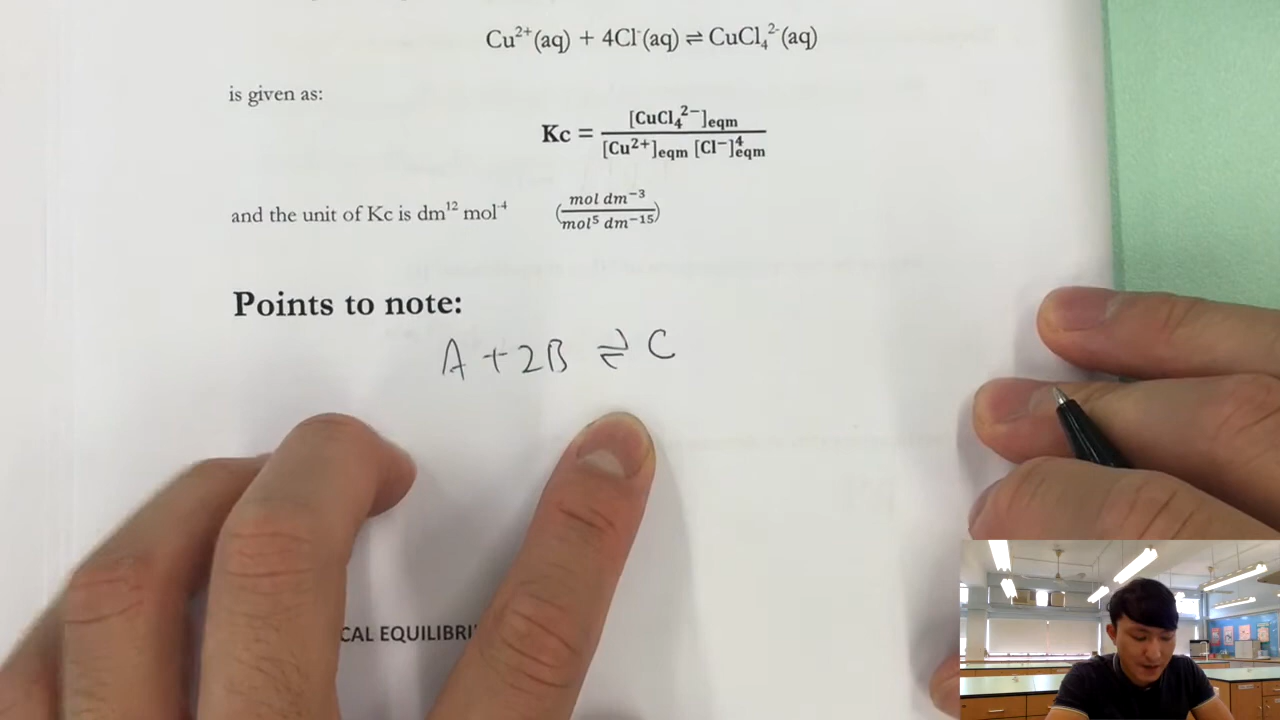 Cu²⁺(aq) + 4Cl⁻(aq) ⇌ CuCl₄²⁻(aq)
is given as:
Kc = [CuCl₄²⁻]eqm / [Cu²⁺]eqm [Cl⁻]⁴eqm
and the unit of Kc is dm¹² mol⁻⁴ (mol dm⁻³ / mol⁵ dm⁻¹⁵)
Points to note:
A + 2B ⇌ C
CAL EQUILIBRI